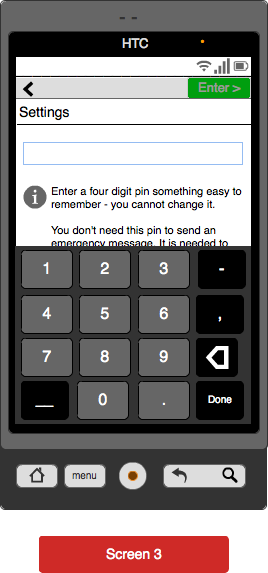 HTC
Enter >
Settings
Enter a four digit pin something easy to
remember - you cannot change it.
You don't need this pin to send an
emergency message. It is needed to
1 2 3 -
4 5 6 ,
7 8 9
__ 0 . Done
menu
Screen 3